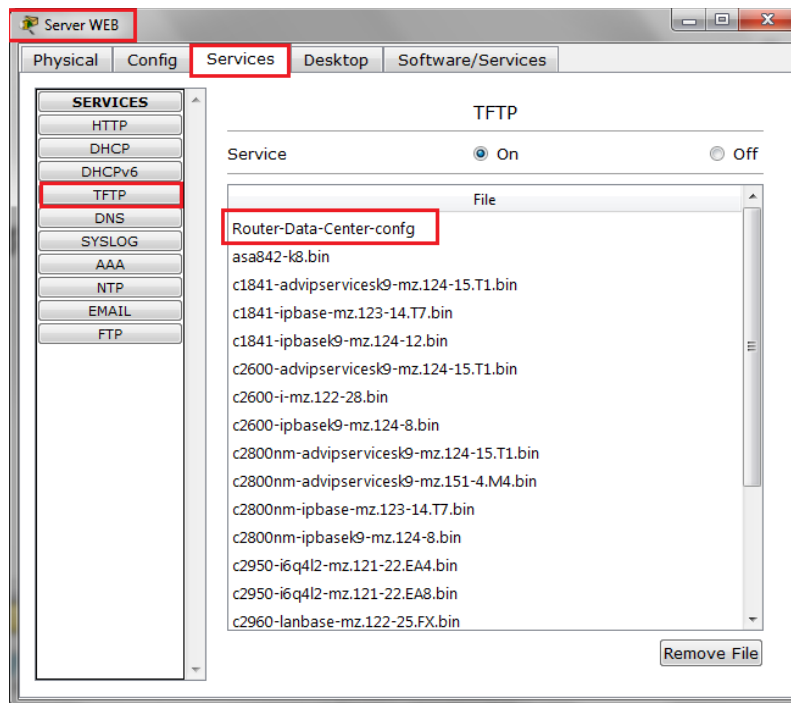 Server WEB
Physical Config Services Desktop Software/Services
SERVICES
HTTP
DHCP
DHCPv6
TFTP
DNS
SYSLOG
AAA
NTP
EMAIL
FTP
TFTP
Service On Off
File
Router-Data-Center-confg
asa842-k8.bin
c1841-advipservicesk9-mz.124-15.T1.bin
c1841-ipbase-mz.123-14.T7.bin
c1841-ipbasek9-mz.124-12.bin
c2600-advipservicesk9-mz.124-15.T1.bin
c2600-i-mz.122-28.bin
c2600-ipbasek9-mz.124-8.bin
c2800nm-advipservicesk9-mz.124-15.T1.bin
c2800nm-advipservicesk9-mz.151-4.M4.bin
c2800nm-ipbase-mz.123-14.T7.bin
c2800nm-ipbasek9-mz.124-8.bin
c2950-i6q4l2-mz.121-22.EA4.bin
c2950-i6q4l2-mz.121-22.EA8.bin
c2960-lanbase-mz.122-25.FX.bin
Remove File